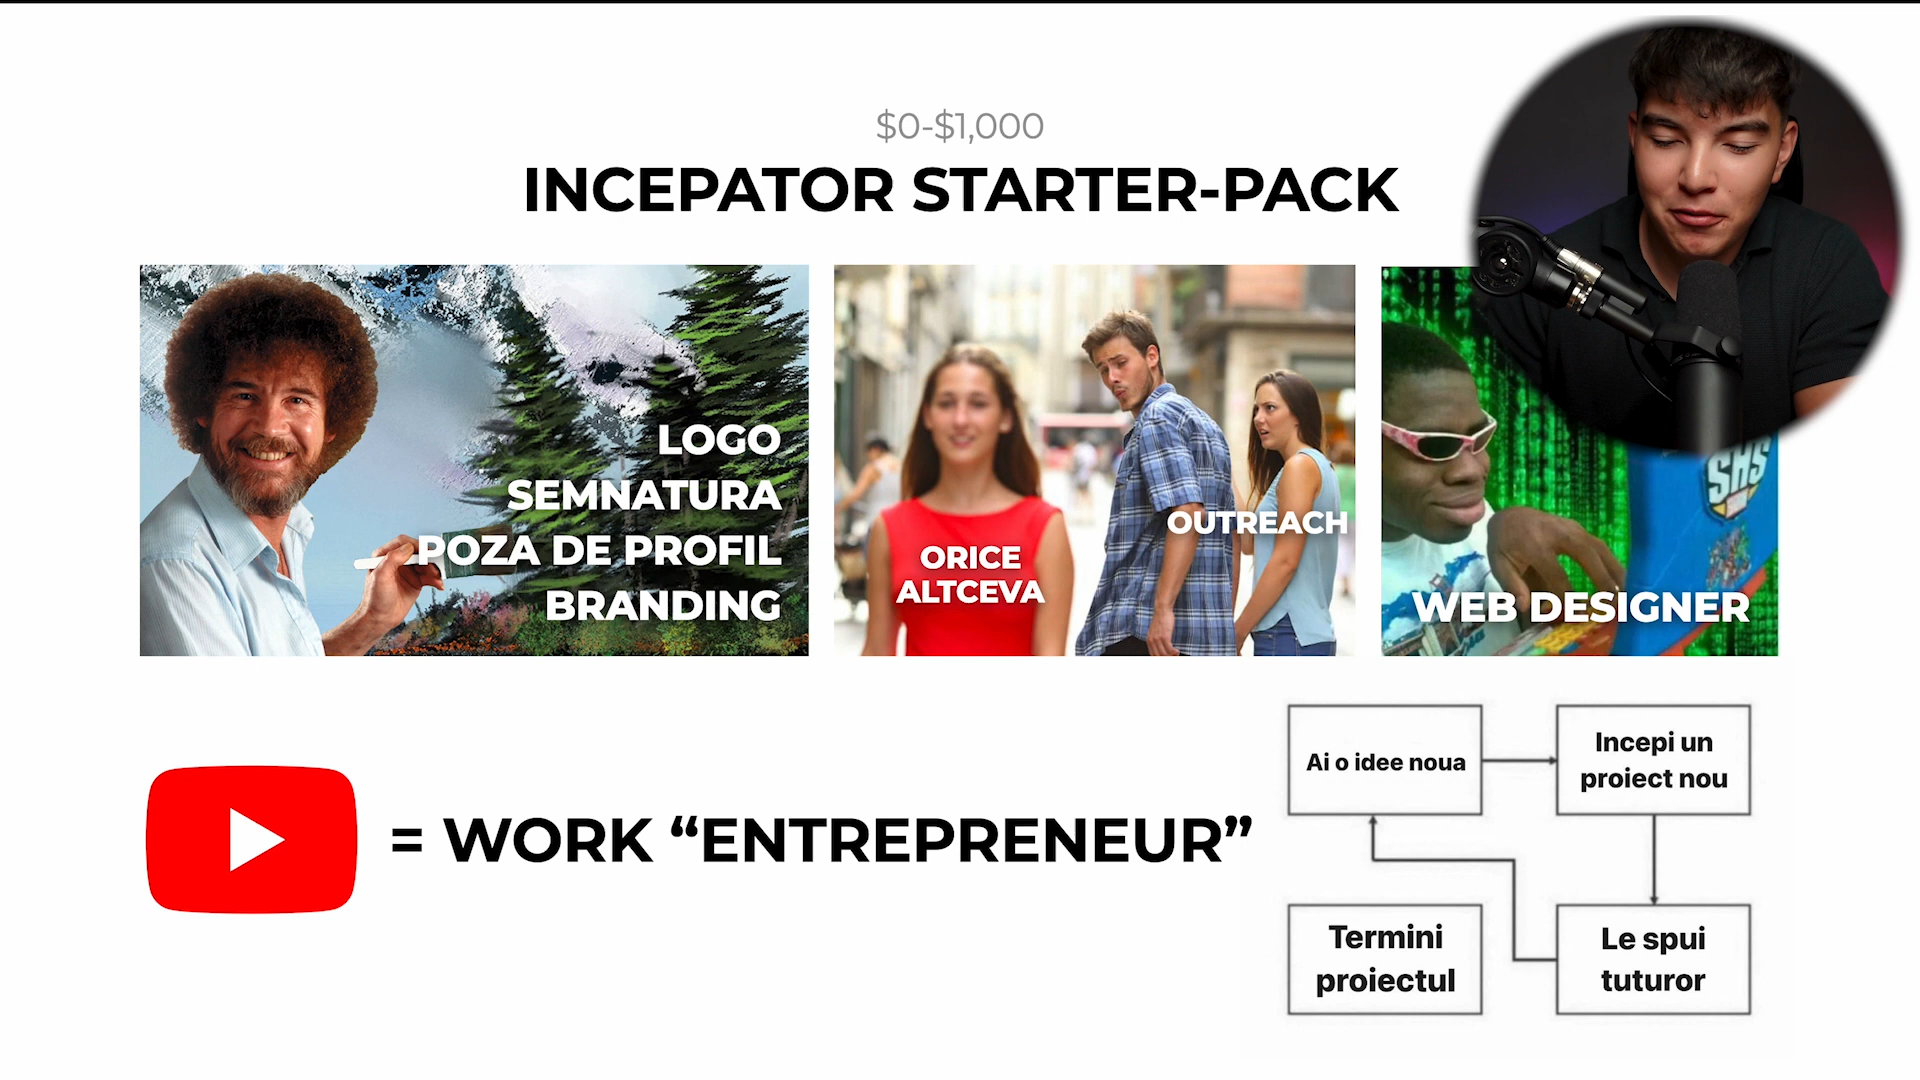 $0-$1,000
INCEPATOR STARTER-PACK
LOGO
SEMNATURA
POZA DE PROFIL
BRANDING
ORICE
ALTCEVA
OUTREACH
SHS
WEB DESIGNER
= WORK “ENTREPRENEUR”
Ai o idee noua
Incepi un
proiect nou
Le spui
tuturor
Termini
proiectul